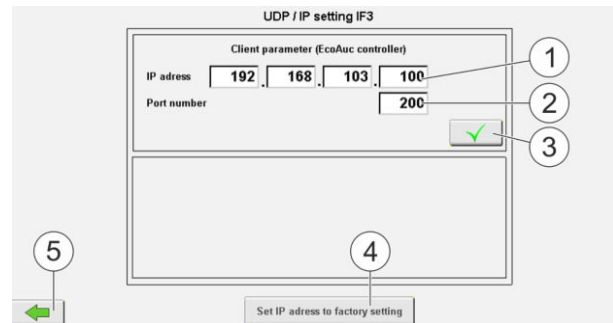 UDP / IP setting IF3
Client parameter (EcoAuc controller)
IP adress 192 . 168 . 103 . 100
1
Port number 200
2
3
5
4
Set IP adress to factory setting